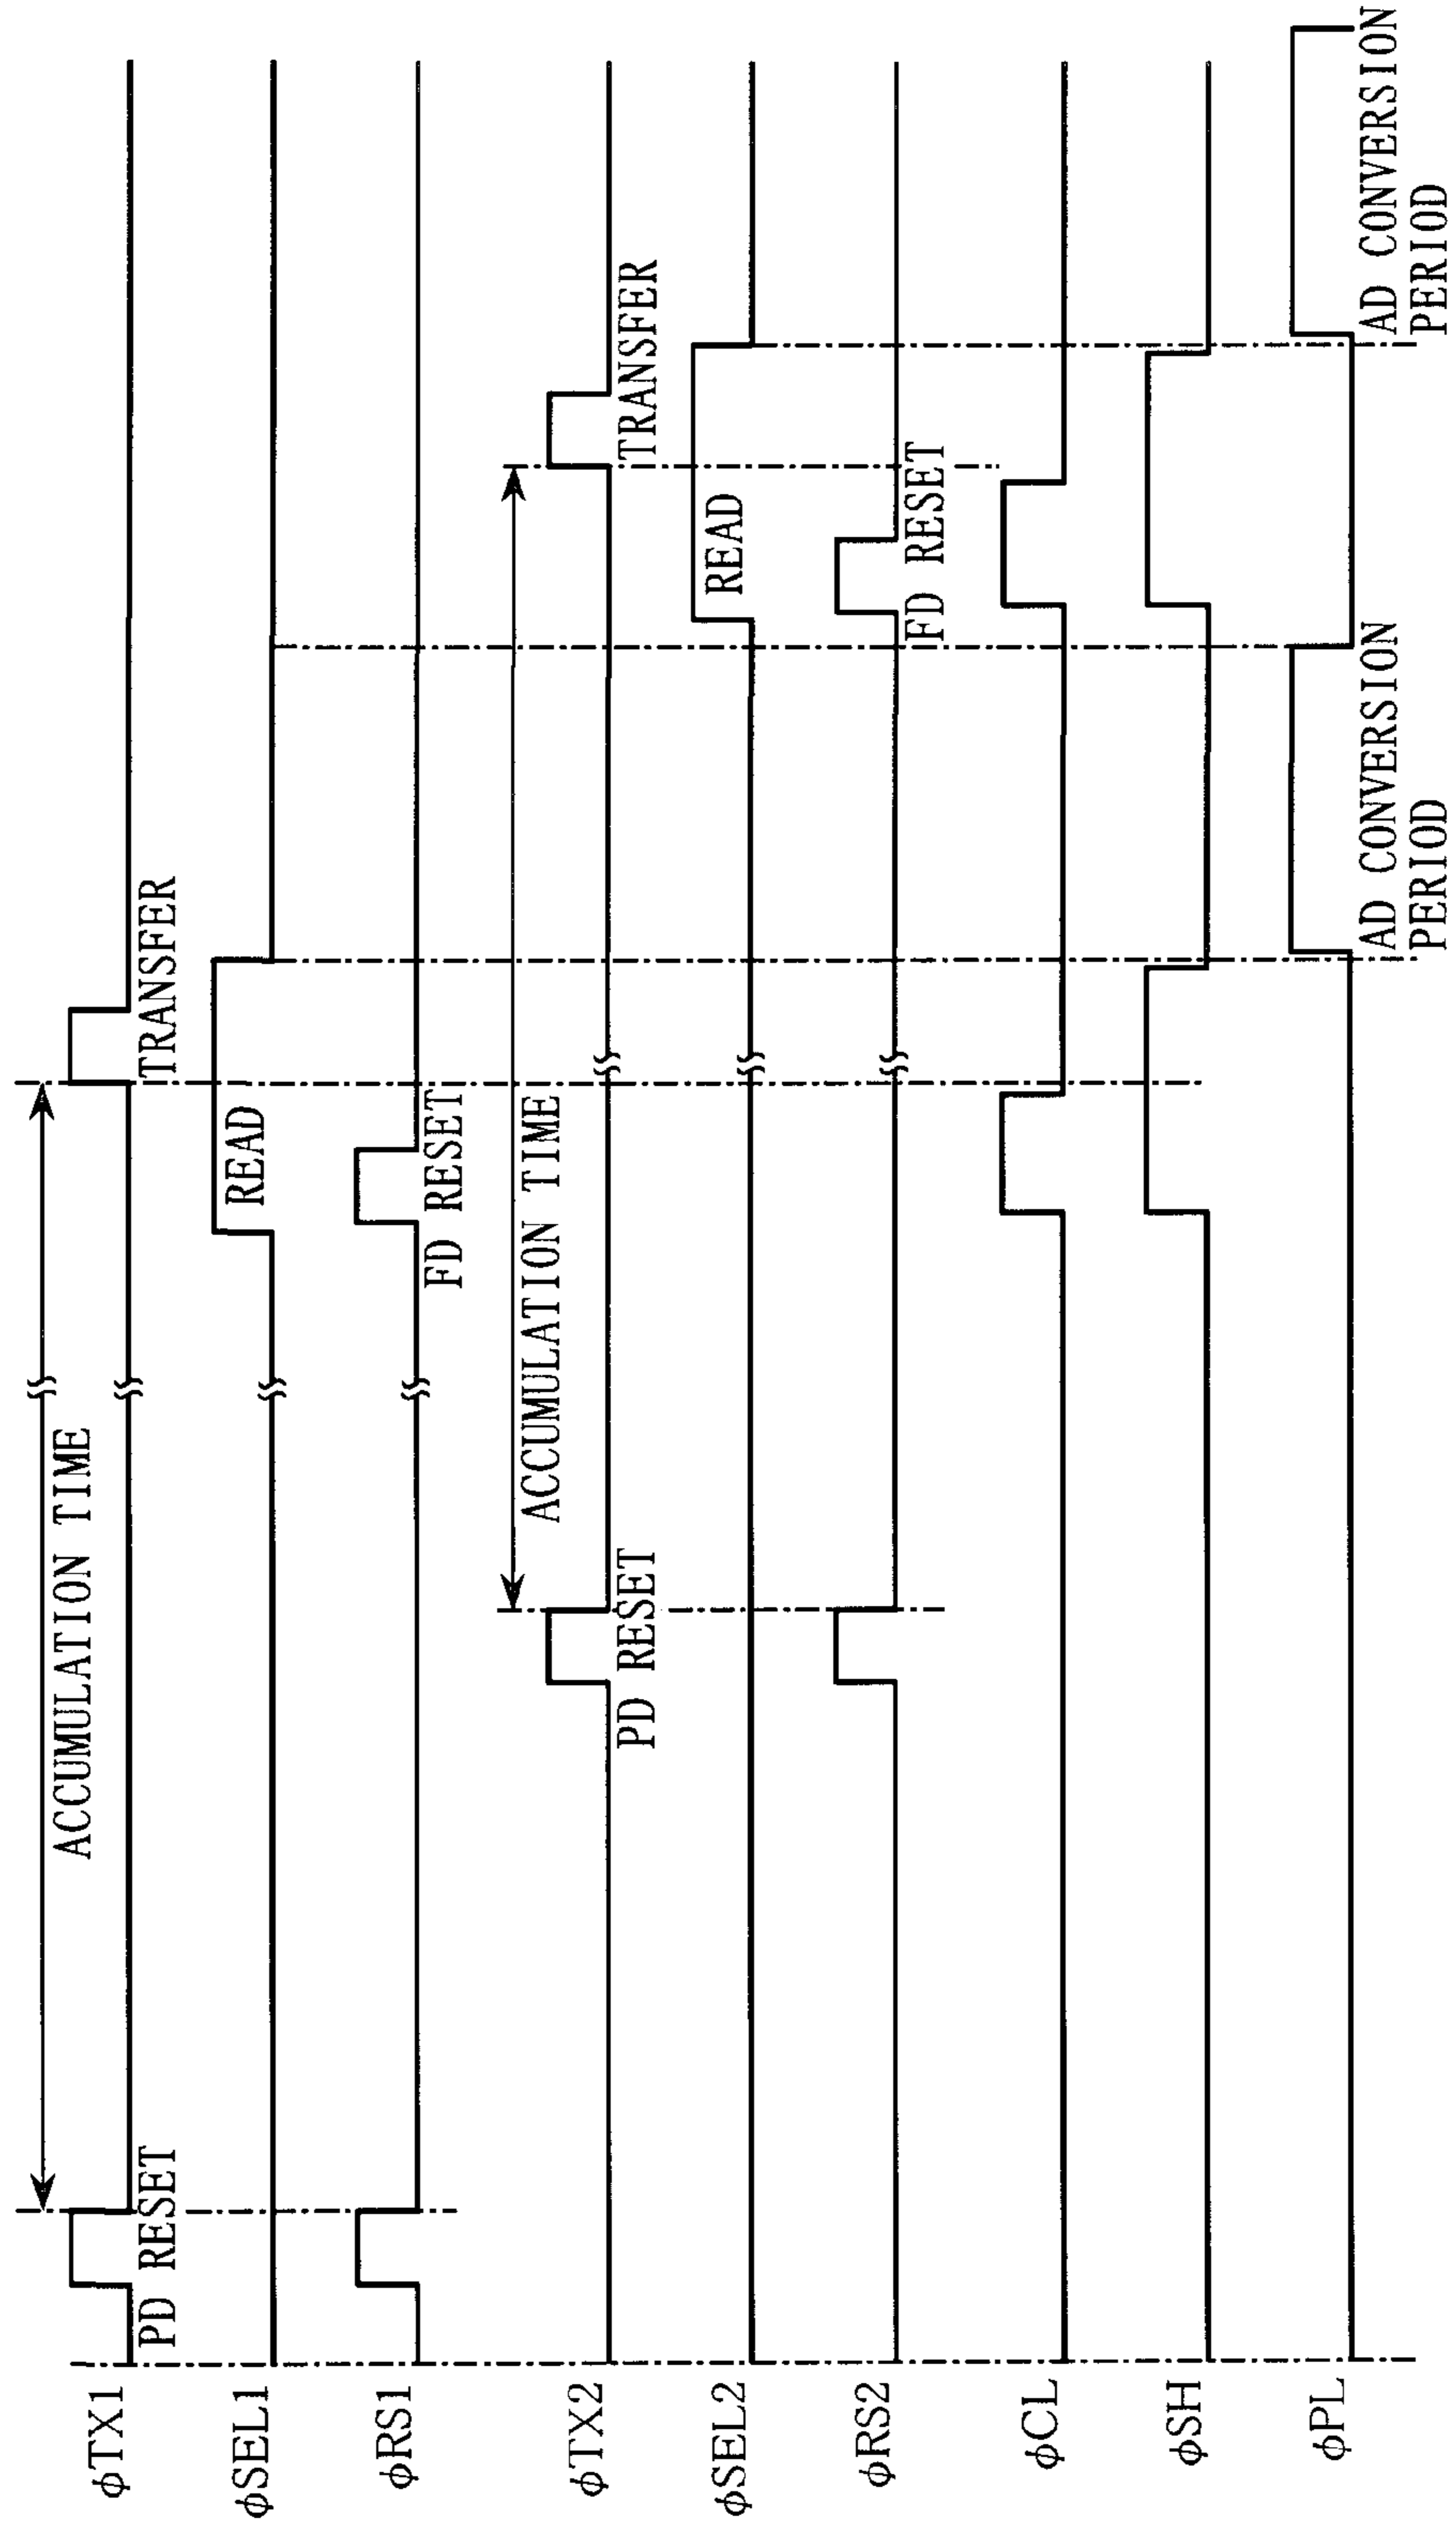 ACCUMULATION TIME
φTX1
PD RESET
TRANSFER
φSEL1
READ
φRS1
FD RESET
ACCUMULATION TIME
φTX2
PD RESET
TRANSFER
φSEL2
READ
φRS2
FD RESET
φCL
φSH
φPL
AD CONVERSION
PERIOD
AD CONVERSION
PERIOD